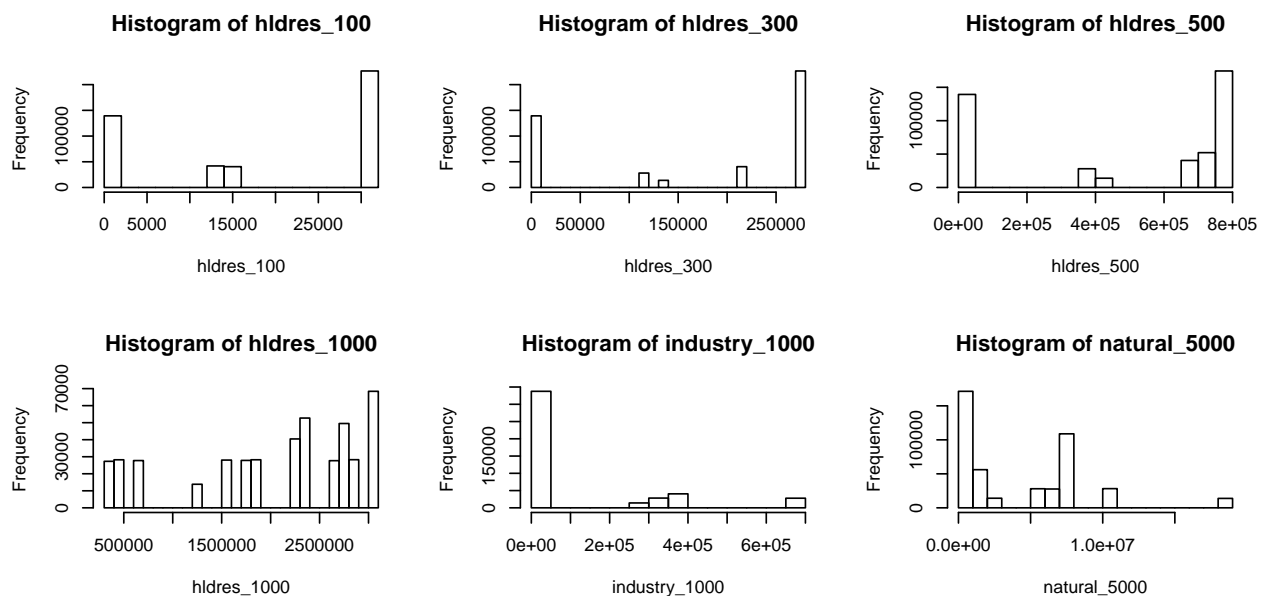 Histogram of hldres_100
Frequency
0 100000
0 5000 15000 25000
hldres_100
Histogram of hldres_300
Frequency
0 100000
0 50000 150000 250000
hldres_300
Histogram of hldres_500
Frequency
0 100000
0e+00 2e+05 4e+05 6e+05 8e+05
hldres_500
Histogram of hldres_1000
Frequency
0 30000 70000
500000 1500000 2500000
hldres_1000
Histogram of industry_1000
Frequency
0 150000
0e+00 2e+05 4e+05 6e+05
industry_1000
Histogram of natural_5000
Frequency
0 100000
0.0e+00 1.0e+07
natural_5000